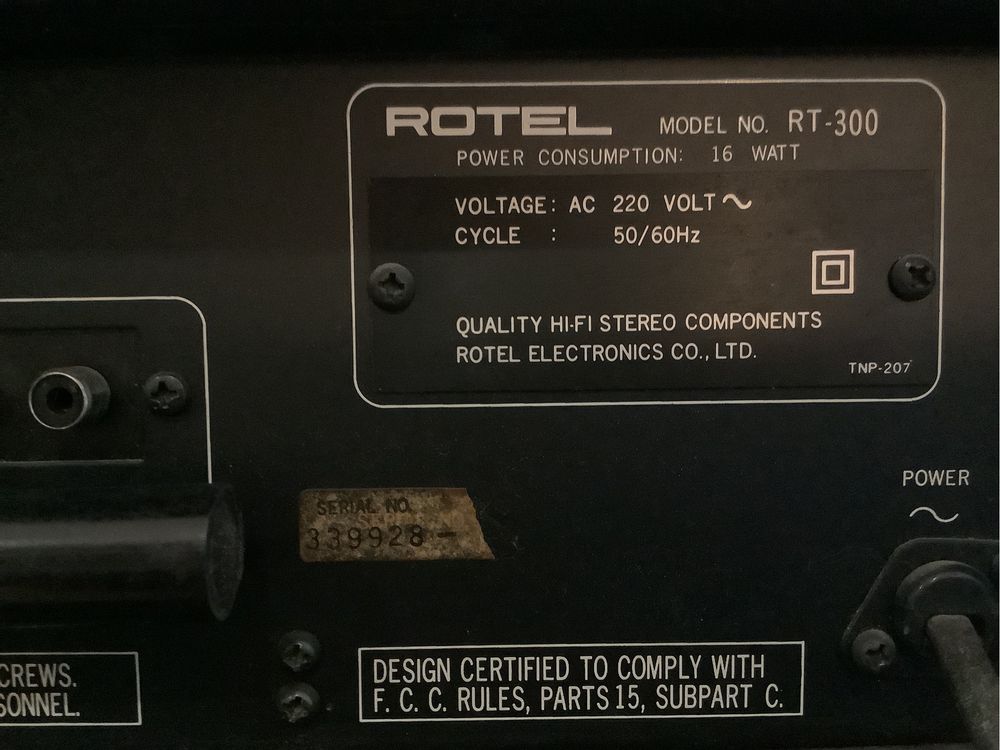 ROTEL MODEL NO. RT-300
POWER CONSUMPTION: 16 WATT
VOLTAGE: AC 220 VOLT ~
CYCLE : 50/60Hz
QUALITY HI-FI STEREO COMPONENTS
ROTEL ELECTRONICS CO., LTD.
TNP-207
POWER
~
SERIAL NO.
339928-
CREWS.
SONNEL.
DESIGN CERTIFIED TO COMPLY WITH
F. C. C. RULES, PARTS 15, SUBPART C.